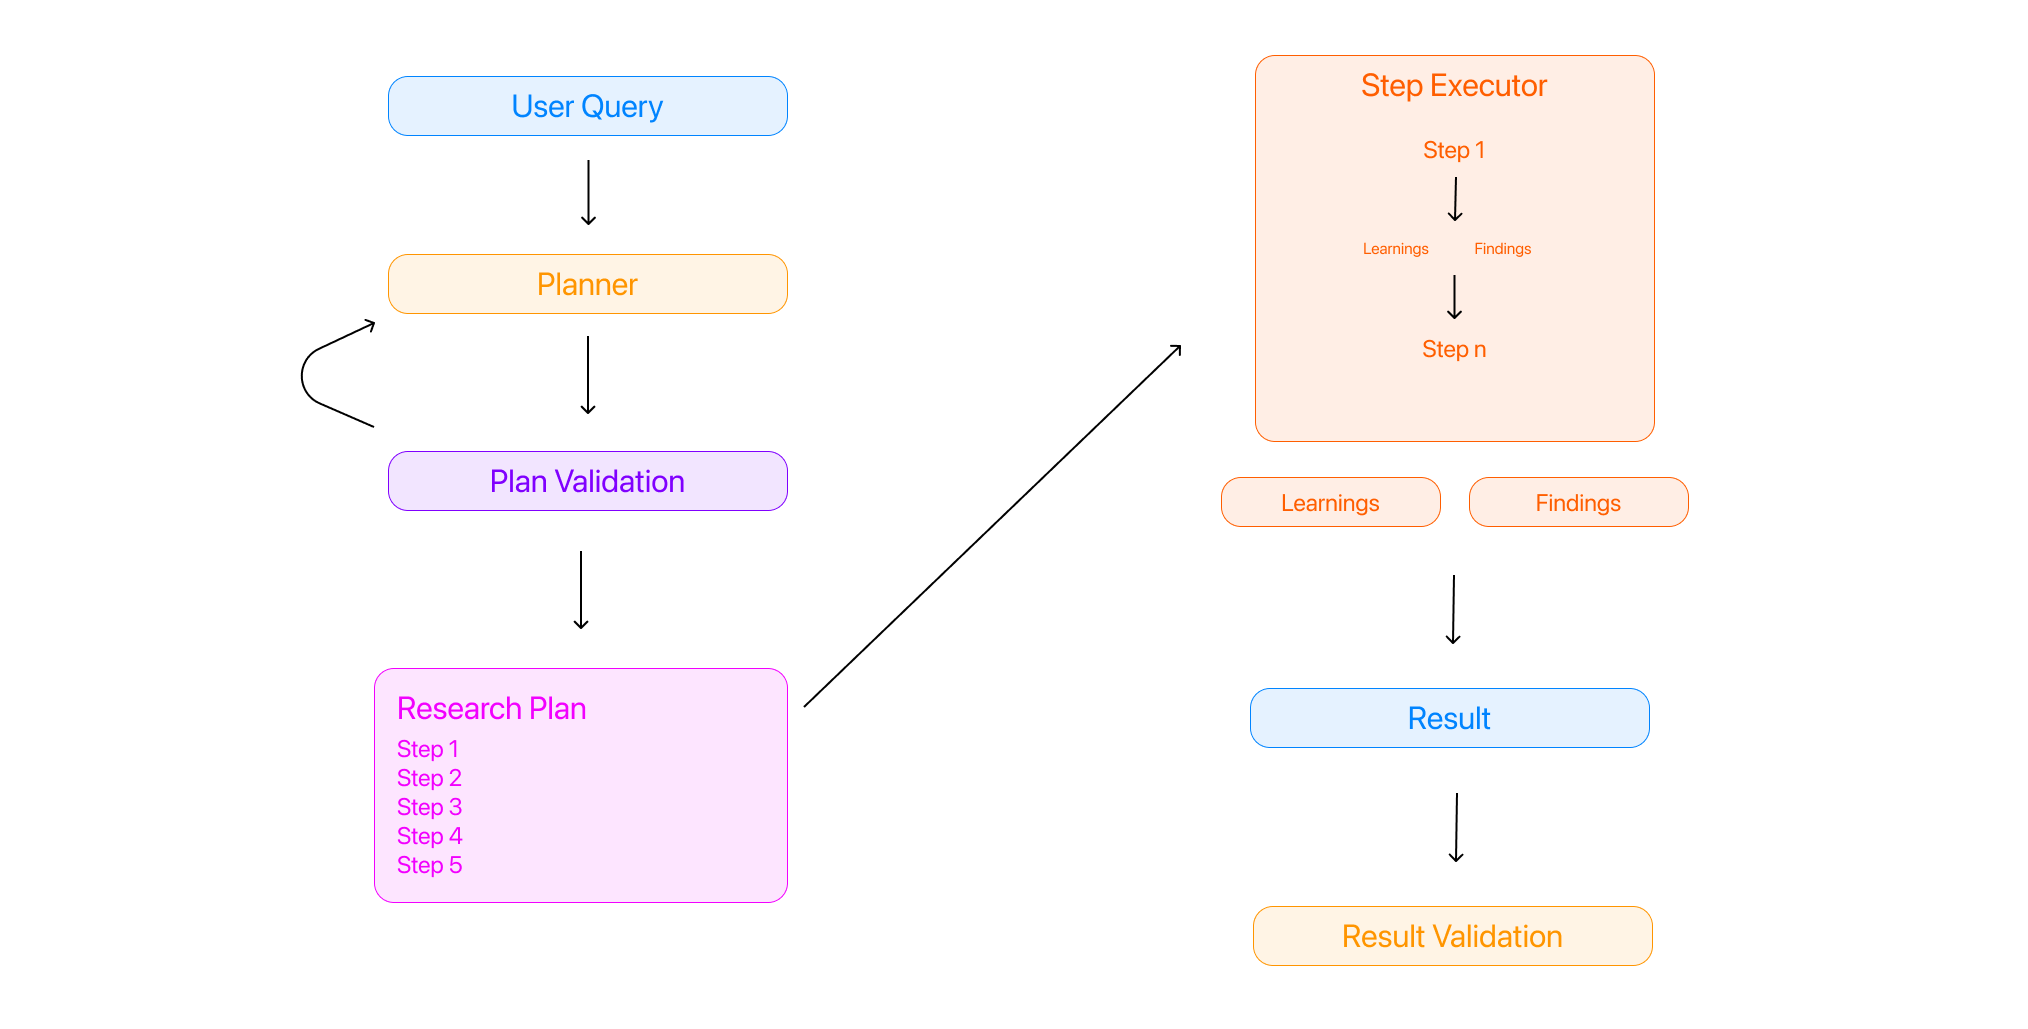 User Query
Planner
Plan Validation
Research Plan
Step 1
Step 2
Step 3
Step 4
Step 5
Step Executor
Step 1
Learnings
Findings
Step n
Learnings
Findings
Result
Result Validation